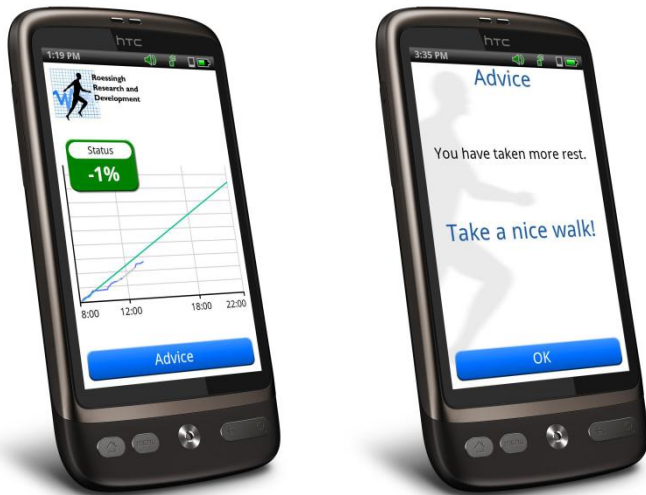 hTC
1:19 PM
Roessingh
Research and
Development
Status
-1%
8:00
12:00
18:00
22:00
Advice
MENU
hTC
3:35 PM
Advice
You have taken more rest.
Take a nice walk!
OK